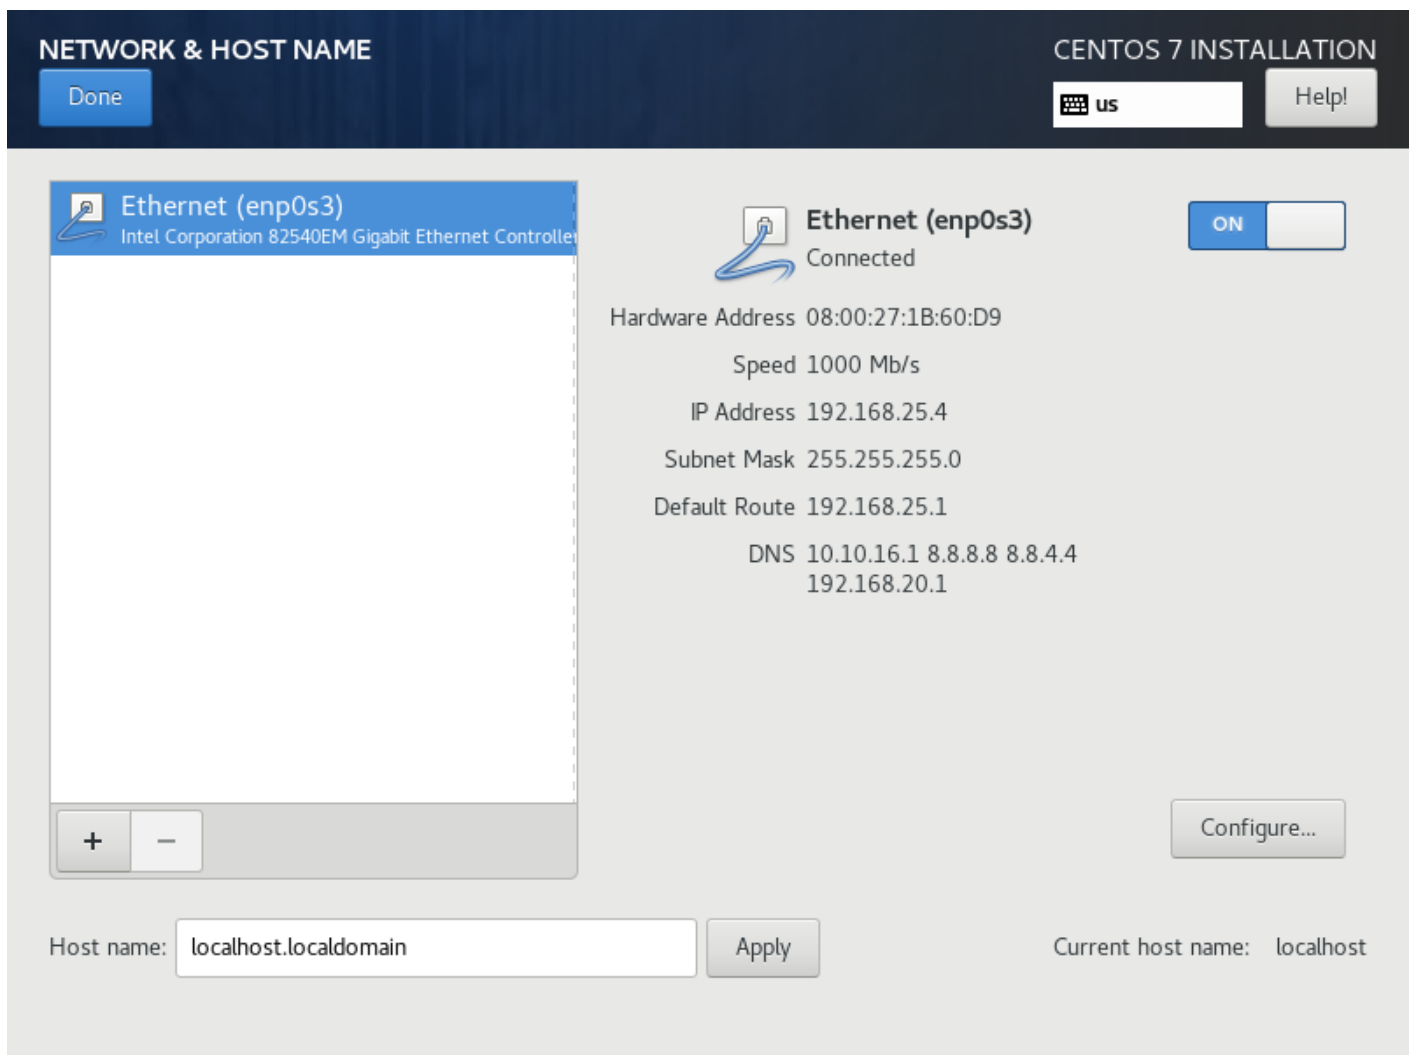 NETWORK & HOST NAME
CENTOS 7 INSTALLATION
Done
us
Help!
Ethernet (enp0s3)
Intel Corporation 82540EM Gigabit Ethernet Controller
Ethernet (enp0s3)
Connected
ON
Hardware Address 08:00:27:1B:60:D9
Speed 1000 Mb/s
IP Address 192.168.25.4
Subnet Mask 255.255.255.0
Default Route 192.168.25.1
DNS 10.10.16.1 8.8.8.8 8.8.4.4
192.168.20.1
+ −
Configure...
Host name: localhost.localdomain Apply
Current host name: localhost